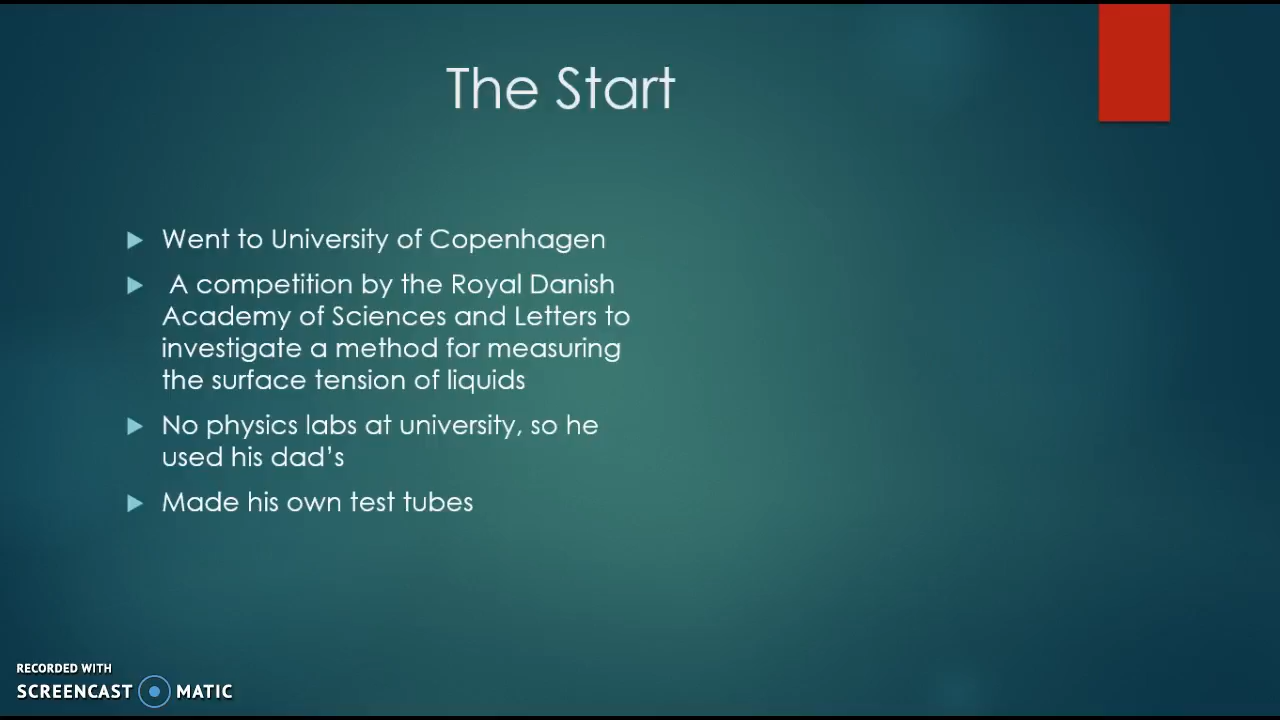 The Start
Went to University of Copenhagen
A competition by the Royal Danish
Academy of Sciences and Letters to
investigate a method for measuring
the surface tension of liquids
No physics labs at university, so he
used his dad’s
Made his own test tubes
RECORDED WITH
SCREENCAST MATIC